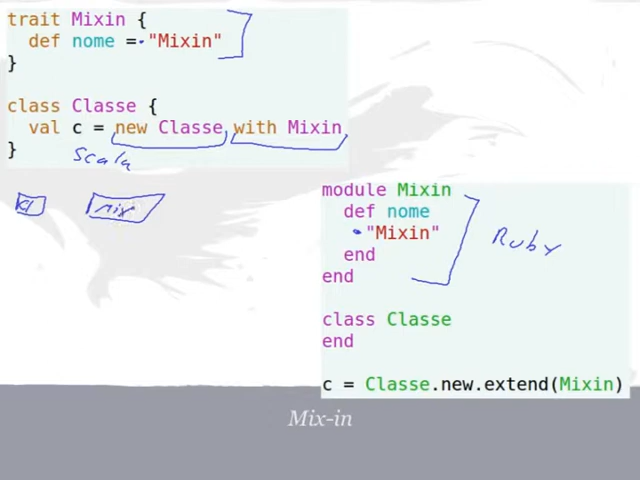 trait Mixin {
def nome = "Mixin"
}
class Classe {
val c = new Classe with Mixin
}
Scala
Cl
Mix
module Mixin
def nome
"Mixin"
end
end
Ruby
class Classe
end
c = Classe.new.extend(Mixin)
Mix-in